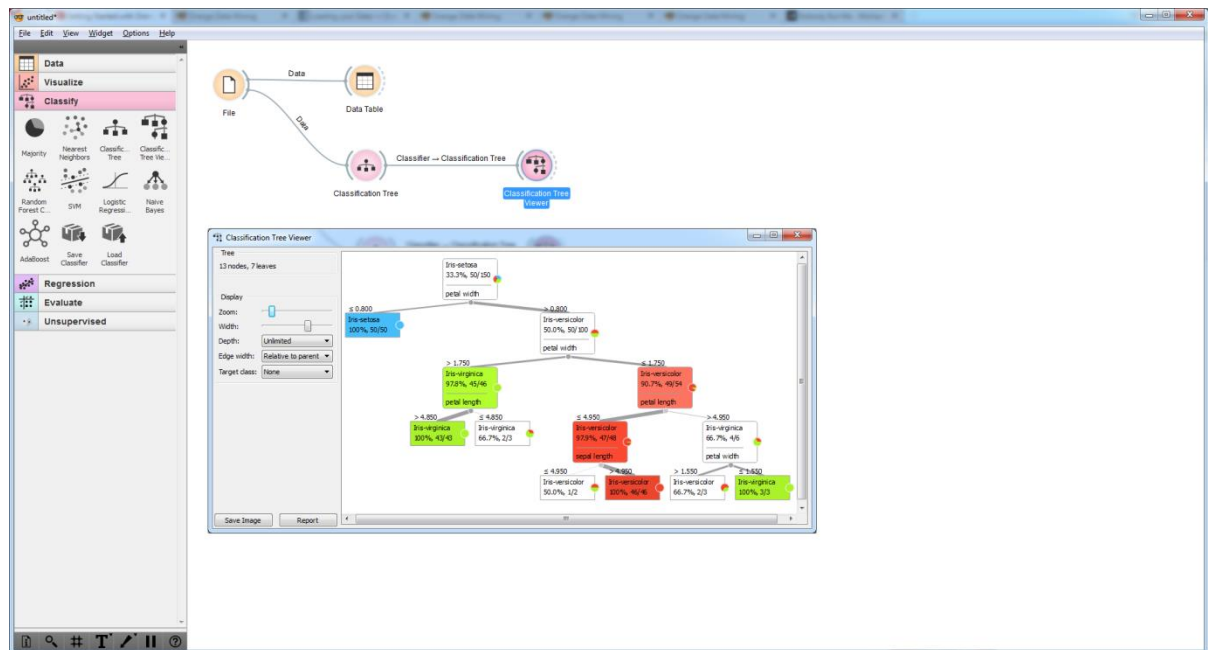 untitled*
File Edit View Widget Options Help
Data
Visualize
Classify
Majority
Nearest
Neighbors
Classific...
Tree
Classific...
Tree Vie...
Random
Forest C...
SVM
Logistic
Regressi...
Naive
Bayes
AdaBoost
Save
Classifier
Load
Classifier
Regression
Evaluate
Unsupervised
File
Data
Data Table
Data
Classification Tree
Classifier → Classification Tree
Classification Tree
Viewer
Classification Tree Viewer
Tree
13 nodes, 7 leaves
Display
Zoom:
Width:
Depth: Unlimited
Edge width: Relative to parent
Target class: None
Save Image Report
Iris-setosa
33.3%, 50/150
petal width
≤ 0.800
Iris-setosa
100%, 50/50
> 0.800
Iris-versicolor
50.0%, 50/100
petal width
> 1.750
Iris-virginica
97.8%, 45/46
petal length
≤ 1.750
Iris-versicolor
90.7%, 49/54
petal length
> 4.850
Iris-virginica
100%, 43/43
≤ 4.850
Iris-virginica
66.7%, 2/3
≤ 4.950
Iris-versicolor
97.9%, 47/48
sepal length
> 4.950
Iris-virginica
66.7%, 4/6
petal width
≤ 4.950
Iris-versicolor
50.0%, 1/2
> 4.950
Iris-versicolor
100%, 46/46
> 1.550
Iris-versicolor
66.7%, 2/3
≤ 1.550
Iris-virginica
100%, 3/3